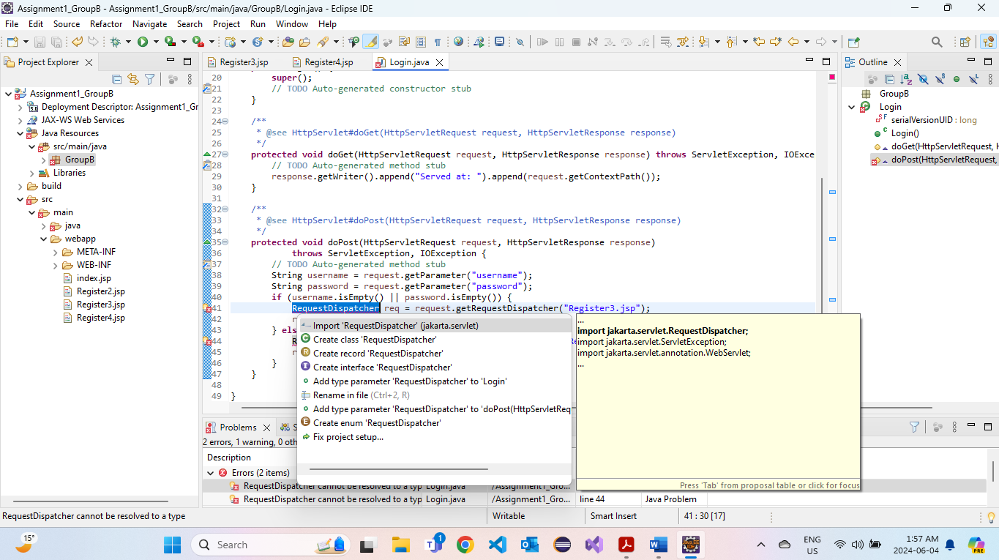 Assignment1_GroupB - Assignment1_GroupB/src/main/java/GroupB/Login.java - Eclipse IDE
File Edit Source Refactor Navigate Search Project Run Window Help
Project Explorer
Assignment1_GroupB
Deployment Descriptor: Assignment1_Gr
JAX-WS Web Services
Java Resources
src/main/java
GroupB
Libraries
build
src
main
java
webapp
META-INF
WEB-INF
index.jsp
Register2.jsp
Register3.jsp
Register4.jsp
Register3.jsp Register4.jsp Login.java
20 super();
21 // TODO Auto-generated constructor stub
22 }
23
24 /**
25 * @see HttpServlet#doGet(HttpServletRequest request, HttpServletResponse response)
26 */
27 protected void doGet(HttpServletRequest request, HttpServletResponse response) throws ServletException, IOExce
28 // TODO Auto-generated method stub
29 response.getWriter().append("Served at: ").append(request.getContextPath());
30 }
31
32 /**
33 * @see HttpServlet#doPost(HttpServletRequest request, HttpServletResponse response)
34 */
35 protected void doPost(HttpServletRequest request, HttpServletResponse response)
36 throws ServletException, IOException {
37 // TODO Auto-generated method stub
38 String username = request.getParameter("username");
39 String password = request.getParameter("password");
40 if (username.isEmpty() || password.isEmpty()) {
41 RequestDispatcher req = request.getRequestDispatcher("Register3.jsp");
42 r
43 } els
44 R
45 r
46 }
47 }
48
49 }
Import 'RequestDispatcher' (jakarta.servlet)
Create class 'RequestDispatcher'
Create record 'RequestDispatcher'
Create interface 'RequestDispatcher'
Add type parameter 'RequestDispatcher' to 'Login'
Rename in file (Ctrl+2, R)
Add type parameter 'RequestDispatcher' to 'doPost(HttpServletReq
Create enum 'RequestDispatcher'
Fix project setup...
...
import jakarta.servlet.RequestDispatcher;
import jakarta.servlet.ServletException;
import jakarta.servlet.annotation.WebServlet;
...
Press 'Tab' from proposal table or click for focus
Outline
GroupB
Login
serialVersionUID : long
Login()
doGet(HttpServletRequest, H
doPost(HttpServletRequest,
Problems S
2 errors, 1 warning, 0 oth
Description
Errors (2 items)
RequestDispatcher cannot be resolved to a typ Login.java /Assignment1_Gro...
RequestDispatcher cannot be resolved to a typ Login.java /Assignment1_Gro... line 44 Java Problem
RequestDispatcher cannot be resolved to a type Writable Smart Insert 41 : 30 [17]
15°
Search
1
PRE
ENG
US
1:57 AM
2024-06-04